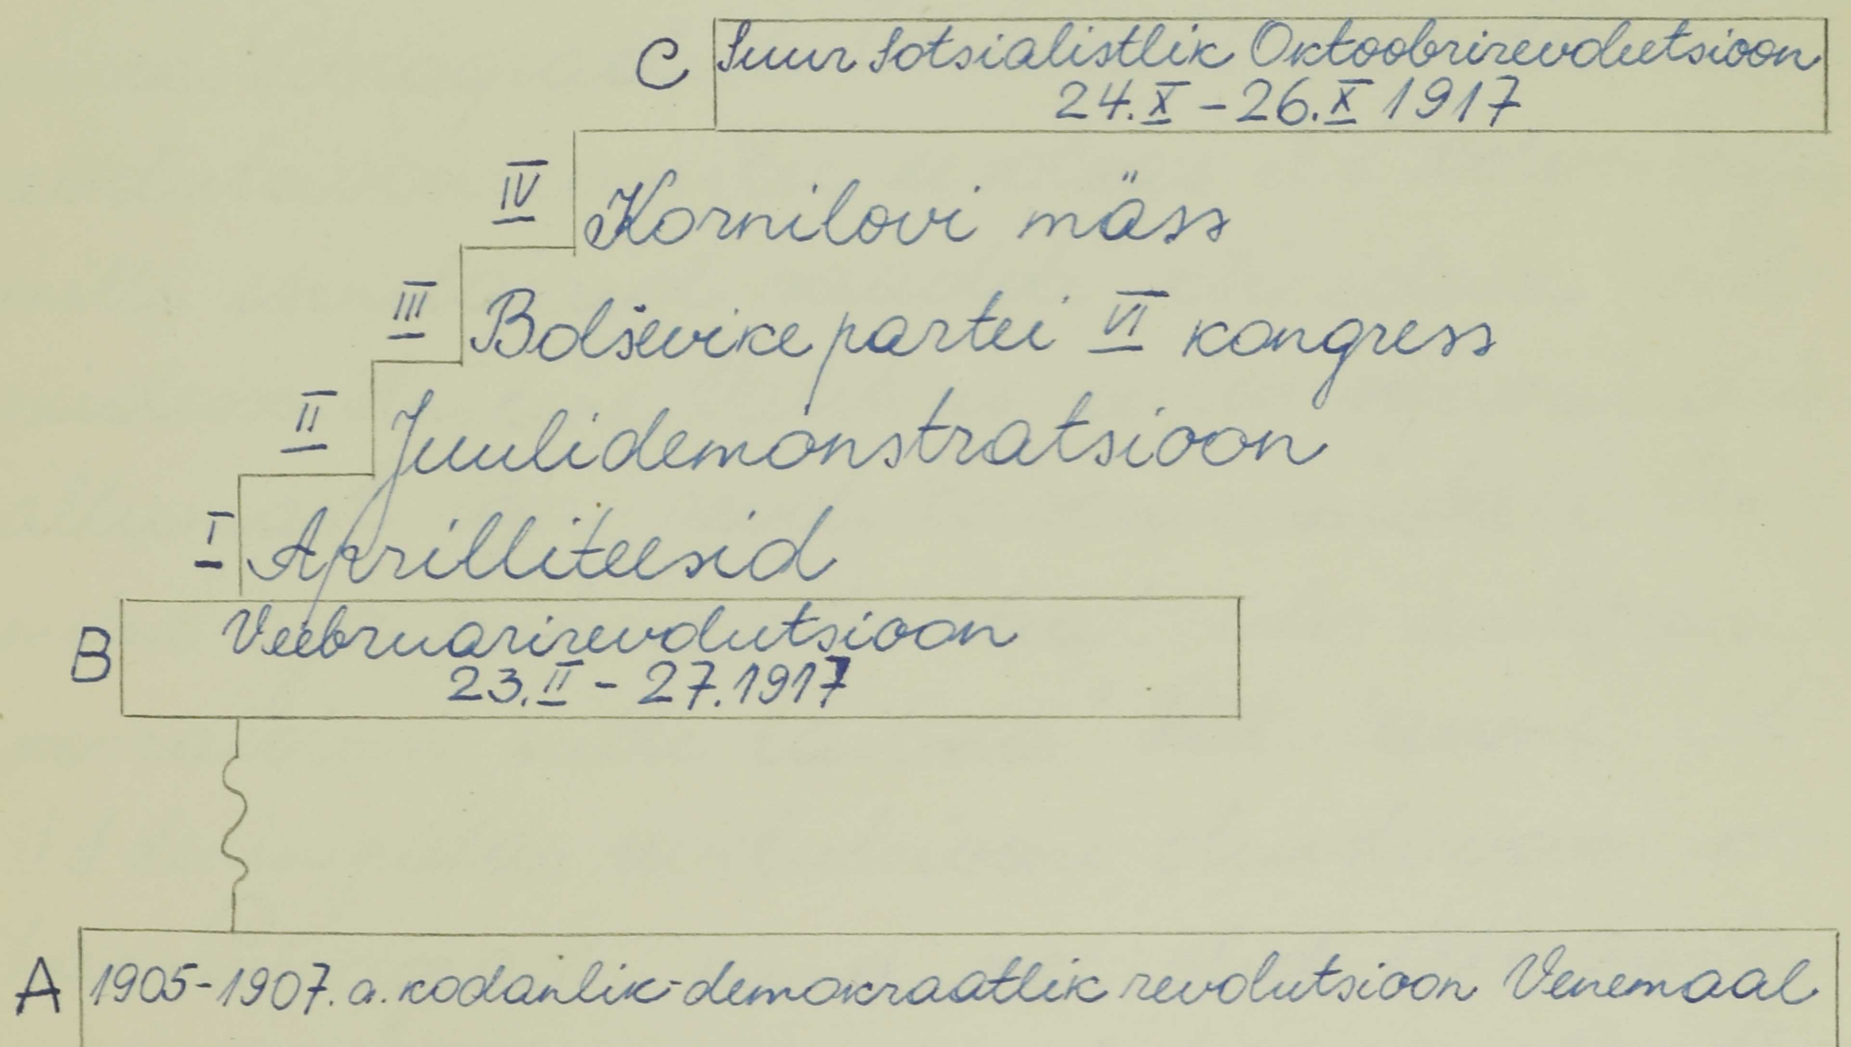 C Suur Sotsialistlik Oktoobrirevolutsioon
24.X - 26.X 1917
IV Kornilovi mäss
III Bolševike partei VI kongress
II Juulidemonstratsioon
I Aprilliteesid
B Veebruarirevolutsioon
23.II - 27.1917
A 1905-1907. a. kodanlik-demokraatlik revolutsioon Venemaal